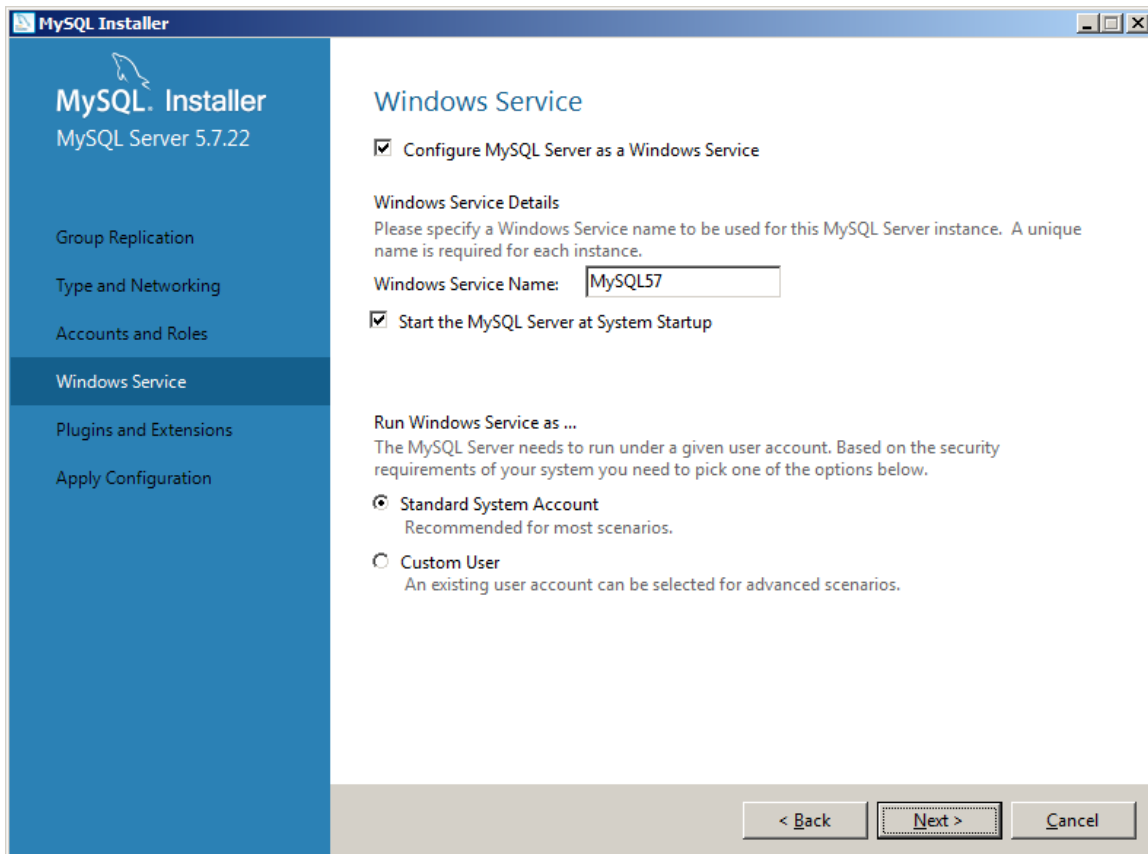 MySQL Installer
MySQL. Installer
MySQL Server 5.7.22
Group Replication
Type and Networking
Accounts and Roles
Windows Service
Plugins and Extensions
Apply Configuration
Windows Service
Configure MySQL Server as a Windows Service
Windows Service Details
Please specify a Windows Service name to be used for this MySQL Server instance. A unique
name is required for each instance.
Windows Service Name: MySQL57
Start the MySQL Server at System Startup
Run Windows Service as ...
The MySQL Server needs to run under a given user account. Based on the security
requirements of your system you need to pick one of the options below.
Standard System Account
Recommended for most scenarios.
Custom User
An existing user account can be selected for advanced scenarios.
< Back Next > Cancel